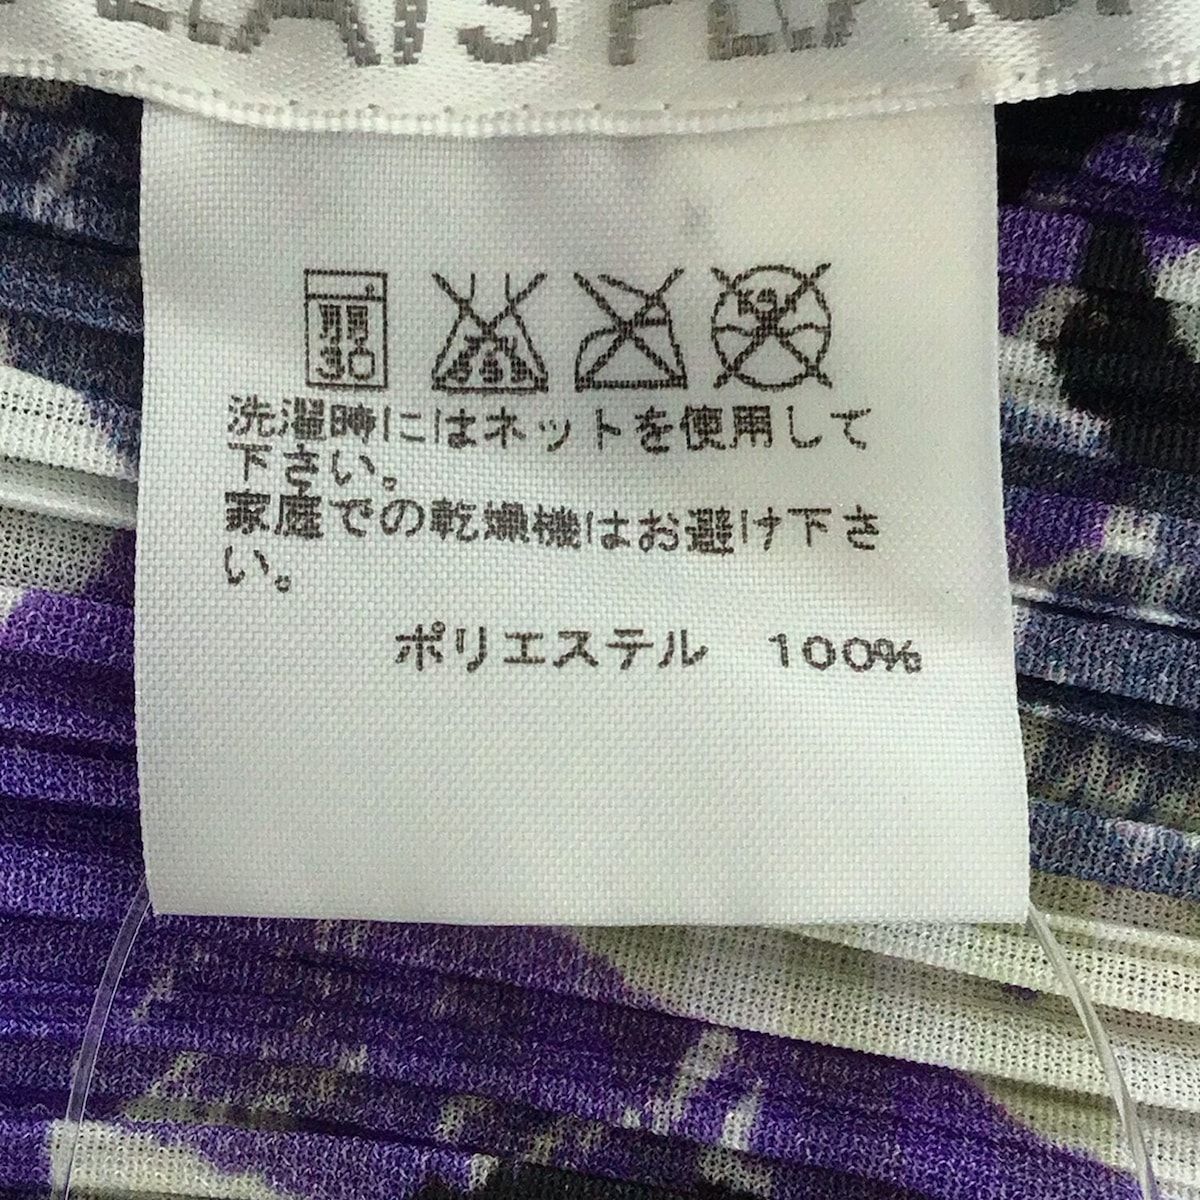 弱
30
洗濯時にはネットを使用して
下さい。
家庭での乾燥機はお避け下さ
い。
ポリエステル 100%